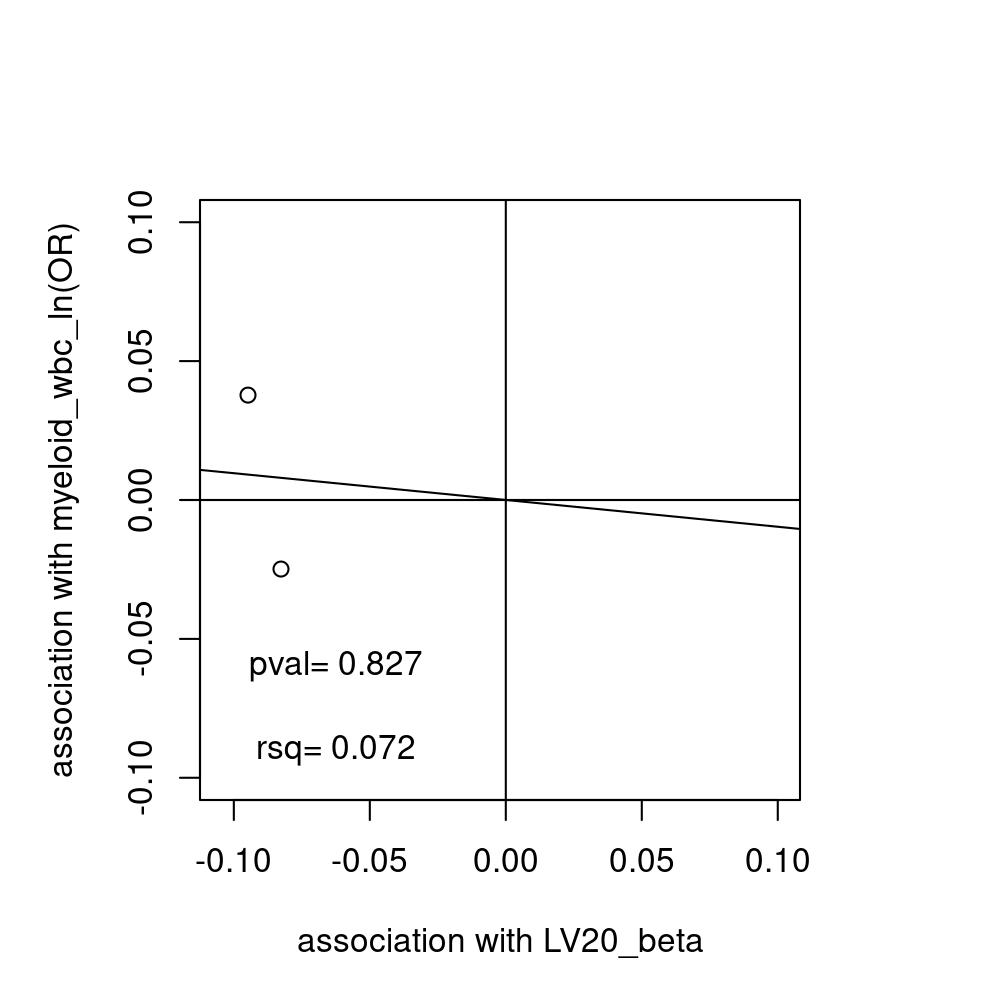 association with myeloid_wbc_ln(OR)
0.10
0.05
0.00
-0.05
-0.10
pval= 0.827
rsq= 0.072
-0.10 -0.05 0.00 0.05 0.10
association with LV20_beta